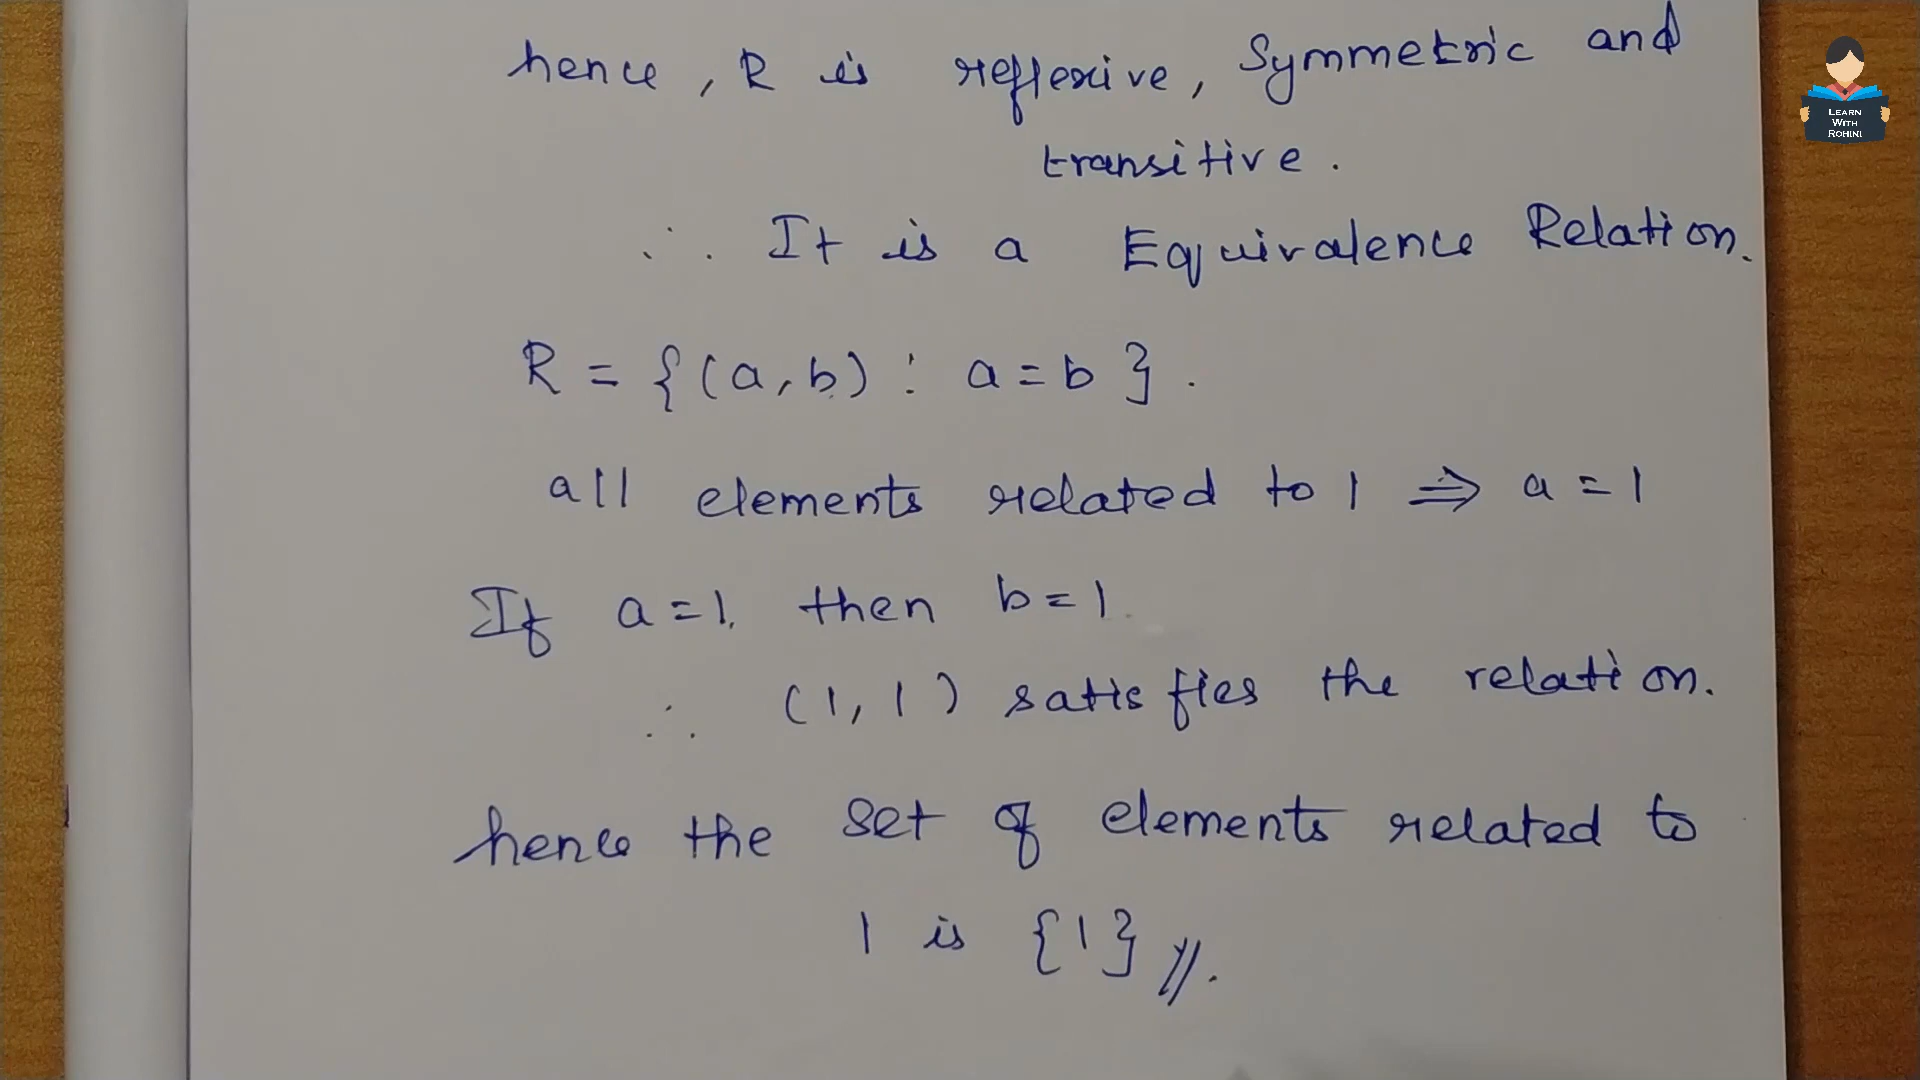 hence, R is reflexive, Symmetric and
transitive.
∴ It is a Equivalence Relation.
R = {(a,b) : a=b}.
all elements related to 1 ⇒ a=1
If a=1, then b=1.
∴ (1,1) satisfies the relation.
hence the set of elements related to
1 is {1} //.
LEARN
WITH
ROHINI